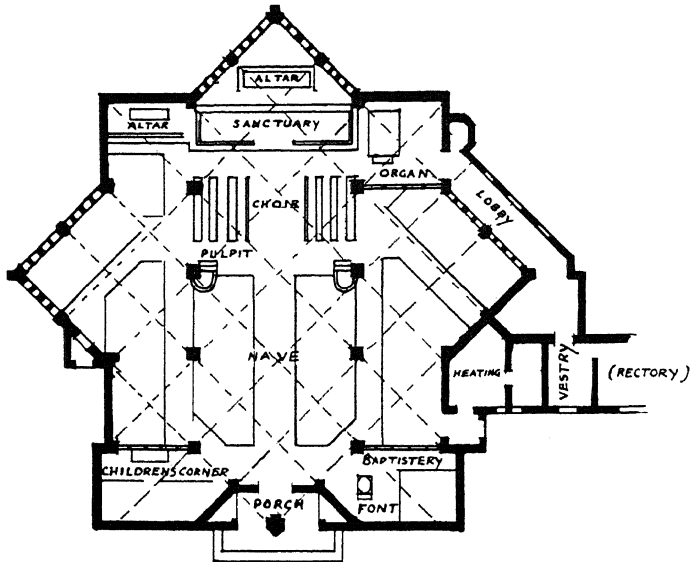 ALTAR
ALTAR
SANCTUARY
ORGAN
LOBBY
CHOIR
PULPIT
NAVE
HEATING
VESTRY
(RECTORY)
CHILDRENS CORNER
BAPTISTERY
PORCH
FONT